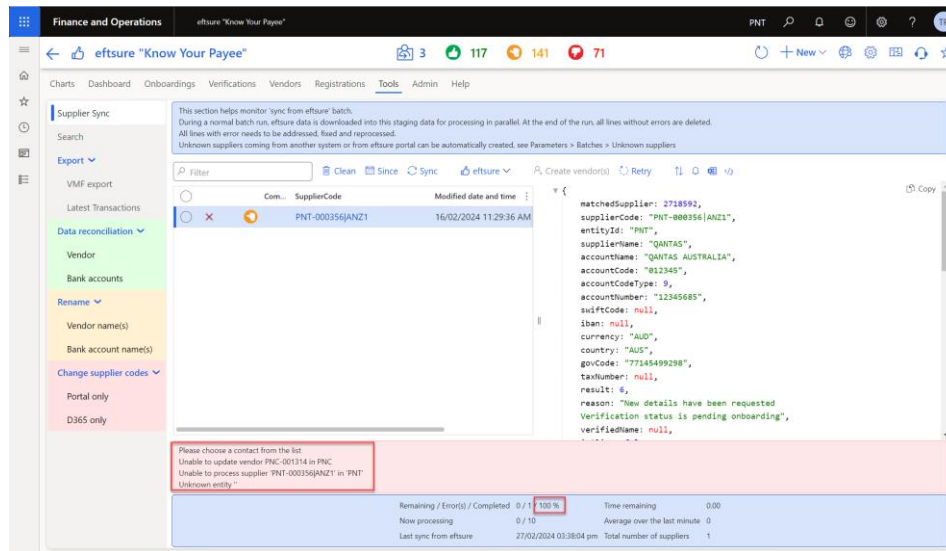 Finance and Operations
eftsure "Know Your Payee"
PNT
eftsure "Know Your Payee"
3
117
141
71
New
Charts
Dashboard
Onboardings
Verifications
Vendors
Registrations
Tools
Admin
Help
Supplier Sync
Search
Export
VMF export
Latest Transactions
Data reconciliation
Vendor
Bank accounts
Rename
Vendor name(s)
Bank account name(s)
Change supplier codes
Portal only
D365 only
This section helps monitor 'sync from eftsure' batch.
During a normal batch run, eftsure data is downloaded into this staging data for processing in parallel. At the end of the run, all lines without errors are deleted.
All lines with error needs to be addressed, fixed and reprocessed.
Unknown suppliers coming from another system or from eftsure portal can be automatically created, see Parameters > Batches > Unknown suppliers
Filter
Clean
Since
Sync
eftsure
Create vendor(s)
Retry
Com...
SupplierCode
Modified date and time
PNT-000356|ANZ1
16/02/2024 11:29:36 AM
Copy
{
matchedSupplier: 2718592,
supplierCode: "PNT-000356|ANZ1",
entityId: "PNT",
supplierName: "QANTAS",
accountName: "QANTAS AUSTRALIA",
accountCode: "012345",
accountCodeType: 9,
accountNumber: "12345685",
swiftCode: null,
iban: null,
currency: "AUD",
country: "AUS",
govCode: "77145499298",
taxNumber: null,
result: 6,
reason: "New details have been requested
Verification status is pending onboarding",
verifiedName: null,
Please choose a contact from the list
Unable to update vendor PNC-001314 in PNC
Unable to process supplier 'PNT-000356|ANZ1' in 'PNT'
Unknown entity ''
Remaining / Error(s) / Completed 0 / 1 / 100 %
Time remaining 0.00
Now processing 0 / 10
Average over the last minute 0
Last sync from eftsure 27/02/2024 03:38:04 pm
Total number of suppliers 1